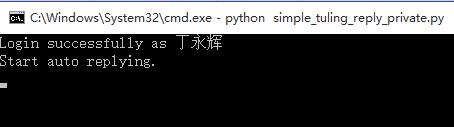 C:\Windows\System32\cmd.exe - python  simple_tuling_reply_private.py
Login successfully as 丁永辉
Start auto replying.